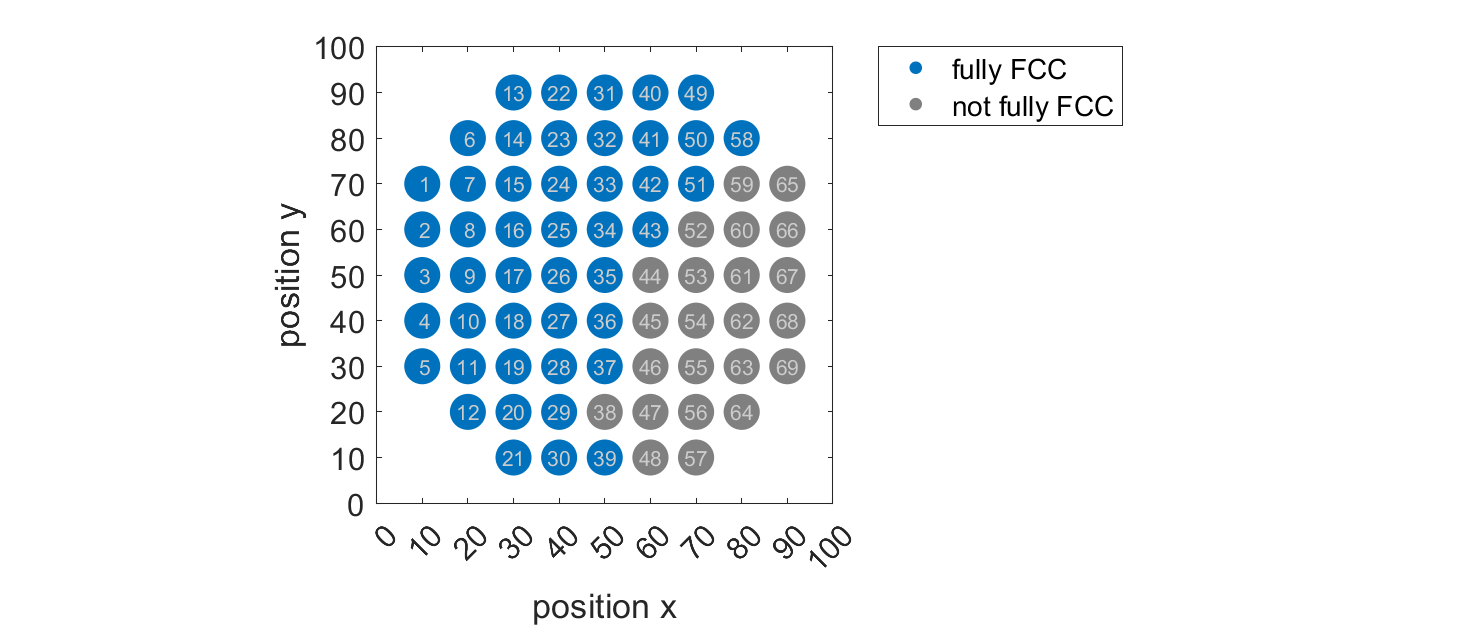 100
fully FCC
not fully FCC
90 13 22 31 40 49
80 6 14 23 32 41 50 58
70 1 7 15 24 33 42 51 59 65
60 2 8 16 25 34 43 52 60 66
50 3 9 17 26 35 44 53 61 67
40 4 10 18 27 36 45 54 62 68
30 5 11 19 28 37 46 55 63 69
20 12 20 29 38 47 56 64
10 21 30 39 48 57
0
position y
0 10 20 30 40 50 60 70 80 90 100
position x